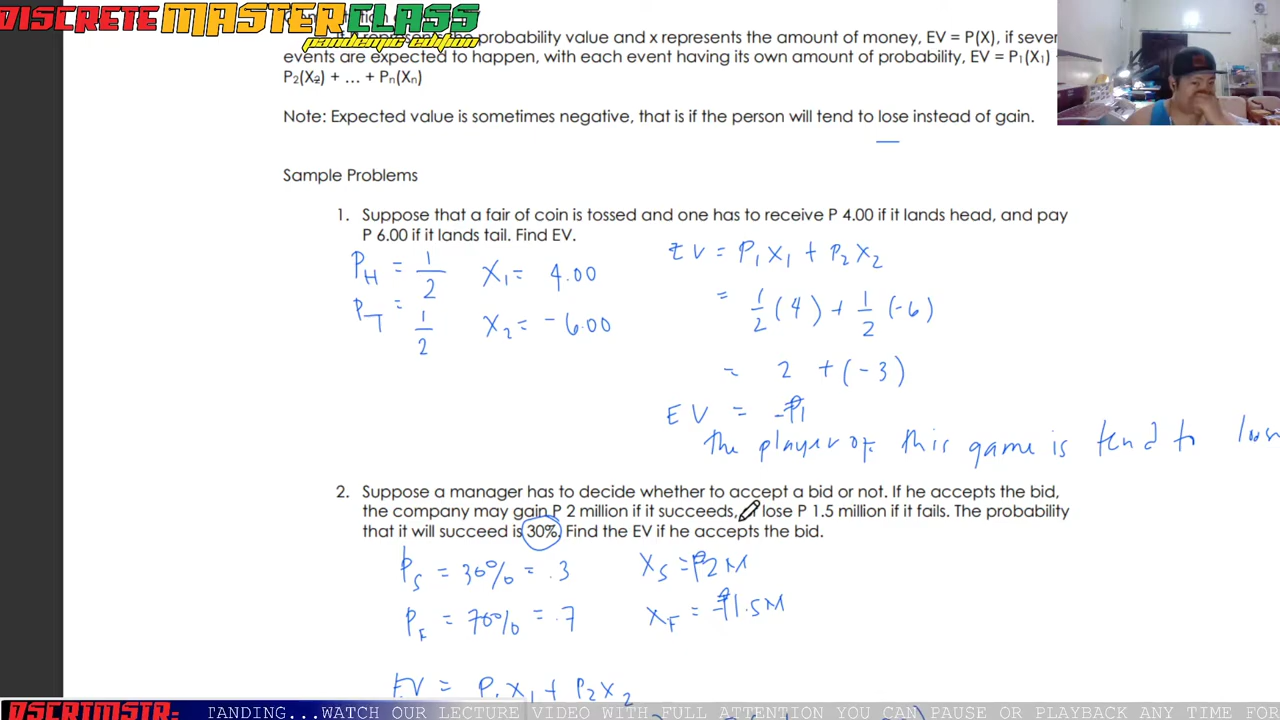 DISCRETE MASTER CLASS
pandemic edition
probability value and x represents the amount of money, EV = P(X), if sever
events are expected to happen, with each event having its own amount of probability, EV = P₁(X₁)
P₂(X₂) + … + Pₙ(Xₙ)
Note: Expected value is sometimes negative, that is if the person will tend to lose instead of gain.
Sample Problems
1. Suppose that a fair of coin is tossed and one has to receive P 4.00 if it lands head, and pay
P 6.00 if it lands tail. Find EV.
P_H = 1/2 X₁ = 4.00
P_T = 1/2 X₂ = -6.00
EV = P₁X₁ + P₂X₂
= 1/2 (4) + 1/2 (-6)
= 2 + (-3)
EV = -₱1
the player of this game is tend to
2. Suppose a manager has to decide whether to accept a bid or not. If he accepts the bid,
the company may gain P 2 million if it succeeds, lose P 1.5 million if it fails. The probability
that it will succeed is 30%. Find the EV if he accepts the bid.
P_S = 30% = .3 X_S = ₱2M
P_F = 70% = .7 X_F = -₱1.5M
EV = P₁X₁ + P₂X₂
DSCRTMSTR: TANDING...WATCH OUR LECTURE VIDEO WITH FULL ATTENTION YOU CAN PAUSE OR PLAYBACK ANY TIME FOR